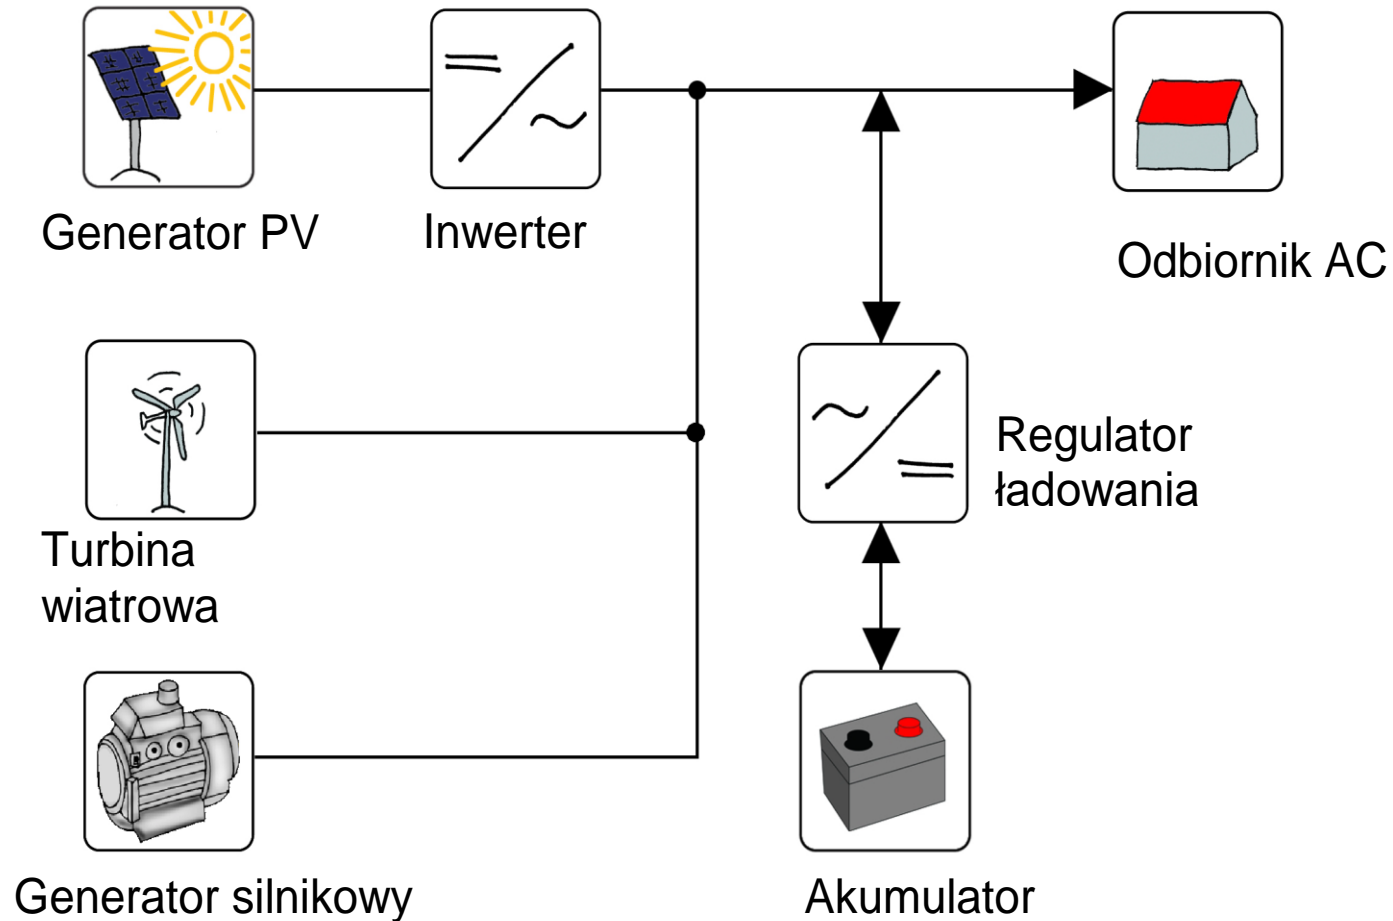 Generator PV
Inwerter
Odbiornik AC
Regulator
ładowania
Turbina
wiatrowa
Generator silnikowy
Akumulator